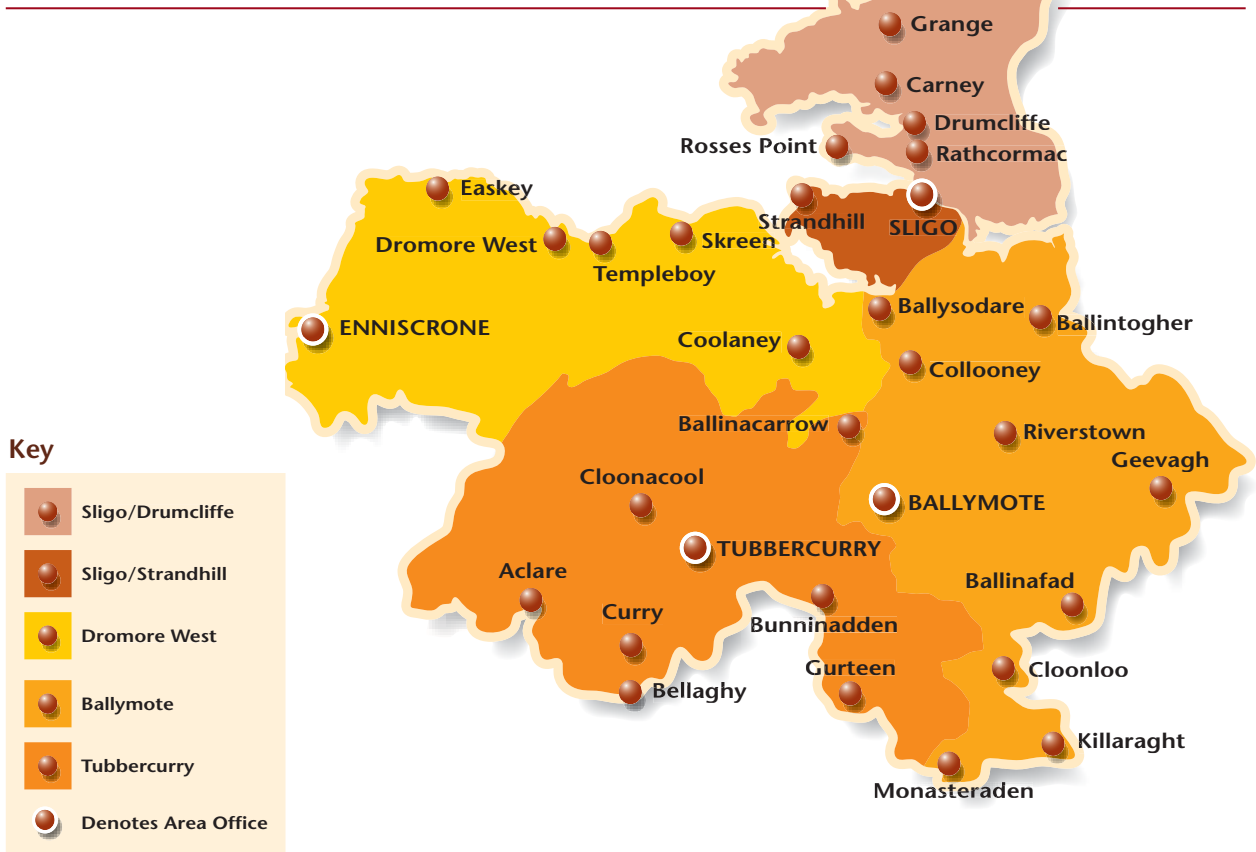 Grange
Carney
Drumcliffe
Rosses Point
Rathcormac
Easkey
Strandhill
SLIGO
Dromore West
Skreen
Templeboy
Ballysodare
Ballintogher
ENNISCRONE
Coolaney
Collooney
Ballinacarrow
Riverstown
Geevagh
Cloonacool
BALLYMOTE
TUBBERCURRY
Aclare
Ballinafad
Curry
Bunninadden
Gurteen
Cloonloo
Bellaghy
Killaraght
Monasteraden
Key
Sligo/Drumcliffe
Sligo/Strandhill
Dromore West
Ballymote
Tubbercurry
Denotes Area Office